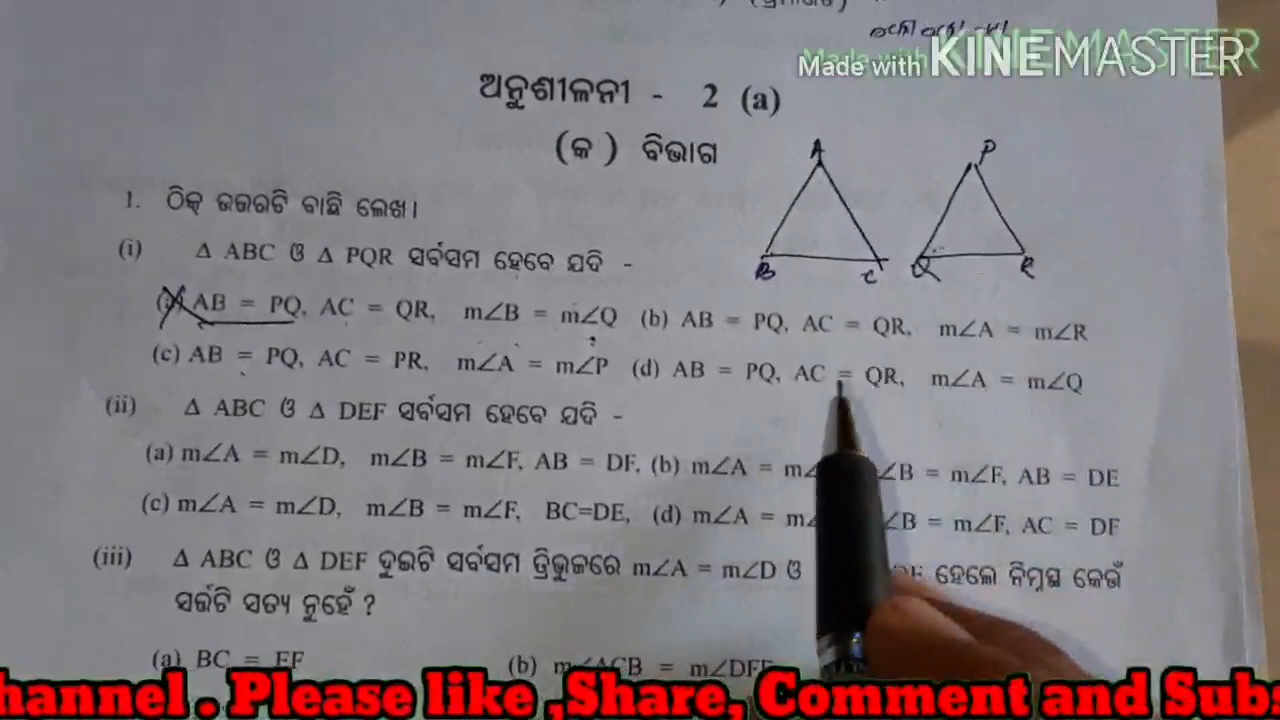 Made with KINEMASTER
ଅନୁଶୀଳନୀ - 2 (a)
(କ) ବିଭାଗ
A
P
B
C
Q
R
1. ଠିକ୍ ଉତ୍ତରଟି ବାଛି ଲେଖ।
(i) Δ ABC ଓ Δ PQR ସର୍ବସମ ହେବେ ଯଦି -
AB = PQ, AC = QR, m∠B = m∠Q (b) AB = PQ, AC = QR, m∠A = m∠R
(c) AB = PQ, AC = PR, m∠A = m∠P (d) AB = PQ, AC = QR, m∠A = m∠Q
(ii) Δ ABC ଓ Δ DEF ସର୍ବସମ ହେବେ ଯଦି -
(a) m∠A = m∠D, m∠B = m∠F, AB = DF, (b) m∠A = ∠B = m∠F, AB = DE
(c) m∠A = m∠D, m∠B = m∠F, BC=DE, (d) m∠A = ∠B = m∠F, AC = DF
(iii) Δ ABC ଓ Δ DEF ଦୁଇଟି ସର୍ବସମ ତ୍ରିଭୁଜରେ m∠A = m∠D ଓ ହେଲେ ନିମ୍ନସ୍ଥ କେଉଁ
ସର୍ତ୍ତଟି ସତ୍ୟ ନୁହେଁ ?
(a) BC = EF (b) m∠ACB =
hannel . Please like ,Share, Comment and Subs